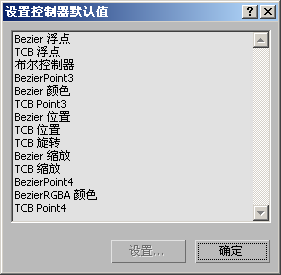 设置控制器默认值
Bezier 浮点
TCB 浮点
布尔控制器
BezierPoint3
Bezier 颜色
TCB Point3
Bezier 位置
TCB 位置
TCB 旋转
Bezier 缩放
TCB 缩放
BezierPoint4
BezierRGBA 颜色
TCB Point4
设置... 确定